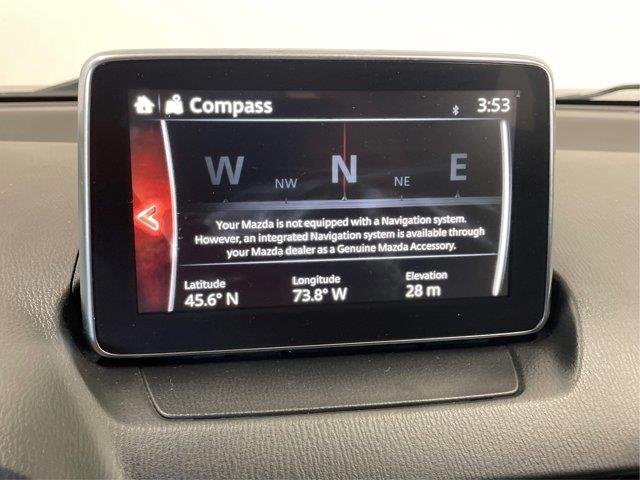 Compass 3:53
W NW N NE E
Your Mazda is not equipped with a Navigation system.
However, an integrated Navigation system is available through
your Mazda dealer as a Genuine Mazda Accessory.
Latitude Longitude Elevation
45.6° N 73.8° W 28 m